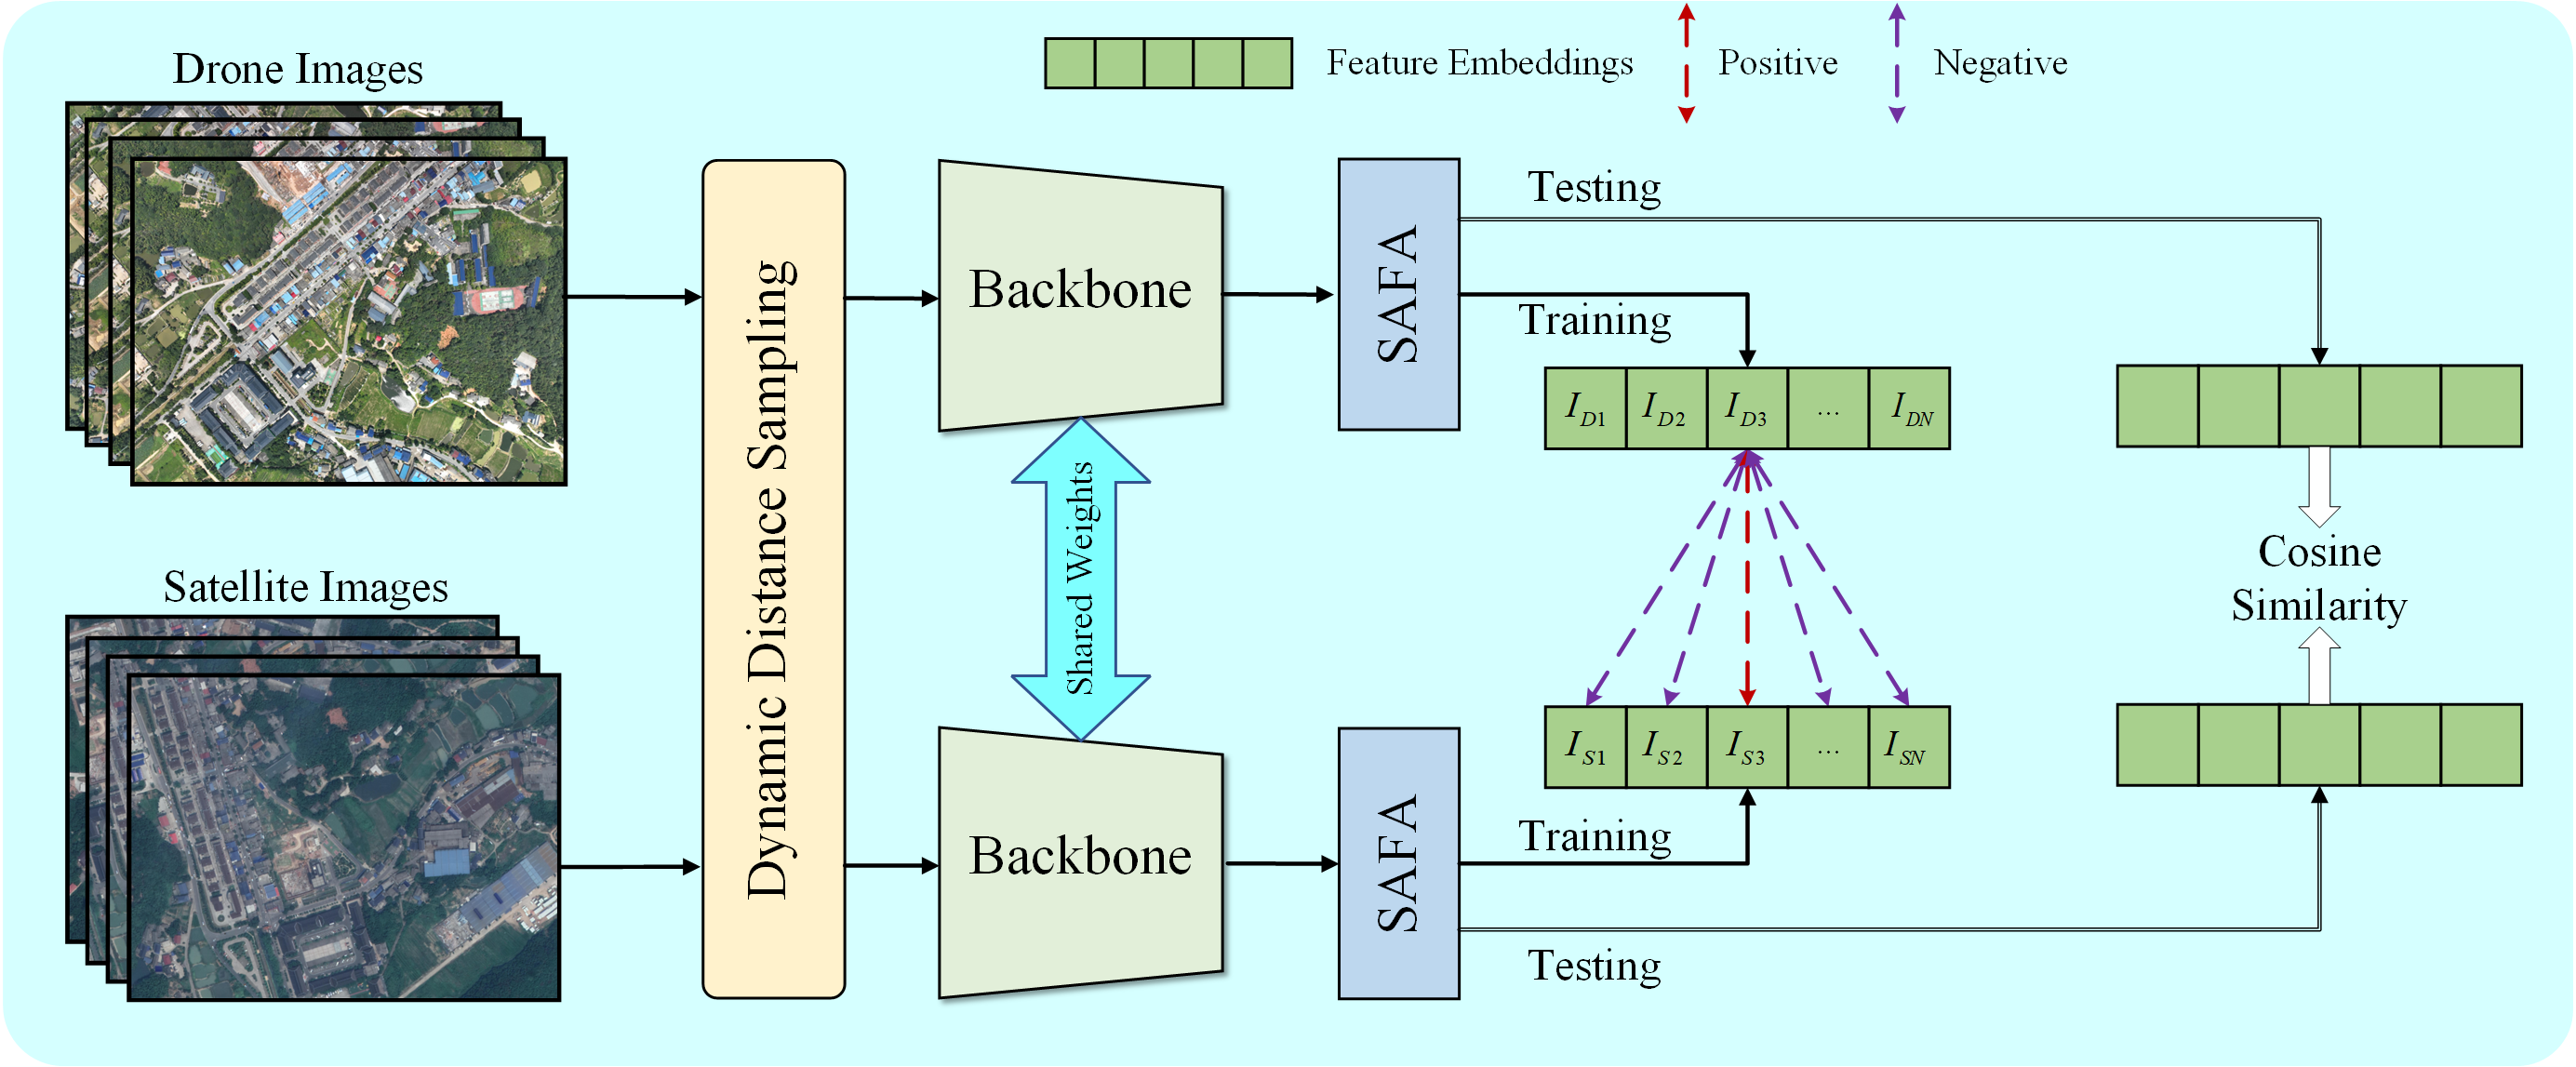 Drone Images
Feature Embeddings
Positive
Negative
Testing
Dynamic Distance Sampling
Backbone
SAFA
Training
I_{D1} I_{D2} I_{D3} ... I_{DN}
Shared Weights
Cosine
Similarity
Satellite Images
I_{S1} I_{S2} I_{S3} ... I_{SN}
Backbone
SAFA
Training
Testing